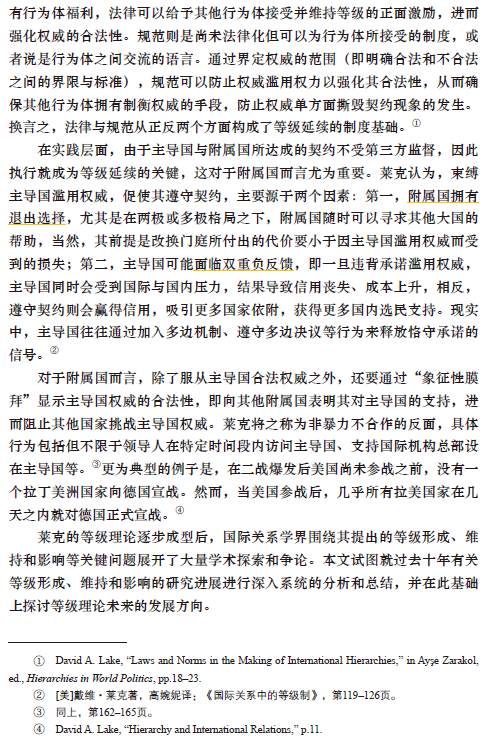 有行为体福利，法律可以给予其他行为体接受并维持等级的正面激励，进而
强化权威的合法性。规范则是尚未法律化但可以为行为体所接受的制度，或
者说是行为体之间交流的语言。通过界定权威的范围（即明确合法和不合法
之间的界限与标准），规范可以防止权威滥用权力以强化其合法性，从而确
保其他行为体拥有制衡权威的手段，防止权威单方面撕毁契约现象的发生。
换言之，法律与规范从正反两个方面构成了等级延续的制度基础。①
在实践层面，由于主导国与附属国所达成的契约不受第三方监督，因此
执行就成为等级延续的关键，这对于附属国而言尤为重要。莱克认为，束缚
主导国滥用权威，促使其遵守契约，主要源于两个因素：第一，附属国拥有
退出选择，尤其是在两极或多极格局之下，附属国随时可以寻求其他大国的
帮助，当然，其前提是改换门庭所付出的代价要小于因主导国滥用权威而受
到的损失；第二，主导国可能面临双重负反馈，即一旦违背承诺滥用权威，
主导国同时会受到国际与国内压力，结果导致信用丧失、成本上升，相反，
遵守契约则会赢得信用，吸引更多国家依附，获得更多国内选民支持。现实
中，主导国往往通过加入多边机制、遵守多边决议等行为来释放恪守承诺的
信号。②
对于附属国而言，除了服从主导国合法权威之外，还要通过“象征性膜
拜”显示主导国权威的合法性，即向其他附属国表明其对主导国的支持，进
而阻止其他国家挑战主导国权威。莱克将之称为非暴力不合作的反面，具体
行为包括但不限于领导人在特定时间段内访问主导国、支持国际机构总部设
在主导国等。③更为典型的例子是，在二战爆发后美国尚未参战之前，没有一
个拉丁美洲国家向德国宣战。然而，当美国参战后，几乎所有拉美国家在几
天之内就对德国正式宣战。④
莱克的等级理论逐步成型后，国际关系学界围绕其提出的等级形成、维
持和影响等关键问题展开了大量学术探索和争论。本文试图就过去十年有关
等级形成、维持和影响的研究进展进行深入系统的分析和总结，并在此基础
上探讨等级理论未来的发展方向。
① David A. Lake, “Laws and Norms in the Making of International Hierarchies,” in Ayşe Zarakol,
ed., Hierarchies in World Politics, pp.18–23.
② [美]戴维·莱克著，高婉妮译：《国际关系中的等级制》，第119–126页。
③ 同上，第162–165页。
④ David A. Lake, “Hierarchy and International Relations,” p.11.